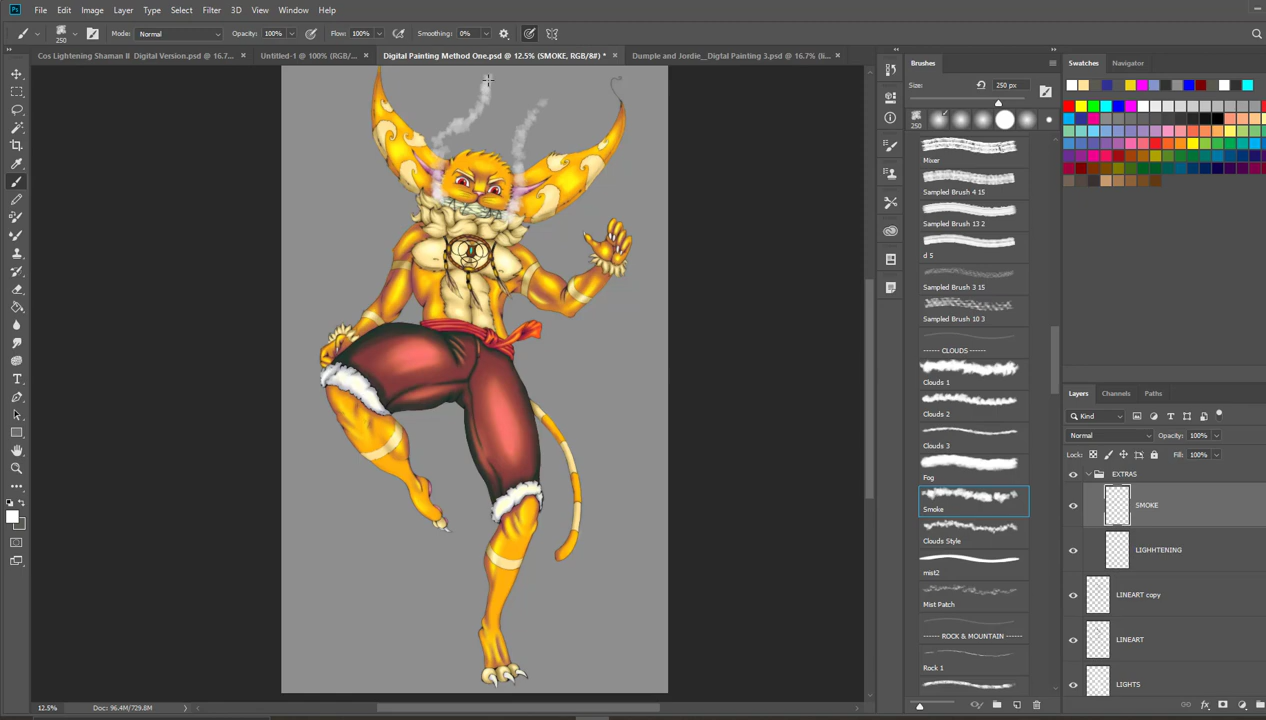 Ps File Edit Image Layer Type Select Filter 3D View Window Help
250 Mode: Normal Opacity: 100% Flow: 100% Smoothing: 0%
Cos Lightening Shaman II Digital Version.psd @ 16,7... × Untitled-1 @ 100% (RGB/... × Digital Painting Method One.psd @ 12.5% (SMOKE, RGB/8#) * × Dumple and Jordie__Digtal Painting 3.psd @ 16.7% (li... ×
Brushes
Size: 250 px
250
Mixer
Sampled Brush 4 15
Sampled Brush 13 2
d 5
Sampled Brush 3 15
Sampled Brush 10 3
------ CLOUDS ------
Clouds 1
Clouds 2
Clouds 3
Fog
Smoke
Clouds Style
mist2
Mist Patch
------ ROCK & MOUNTAIN ------
Rock 1
Swatches Navigator
Layers Channels Paths
Kind
Normal Opacity: 100%
Lock: Fill: 100%
EXTRAS
SMOKE
LIGHHTENING
LINEART copy
LINEART
LIGHTS
fx
12.5% Doc: 96.4M/729.8M